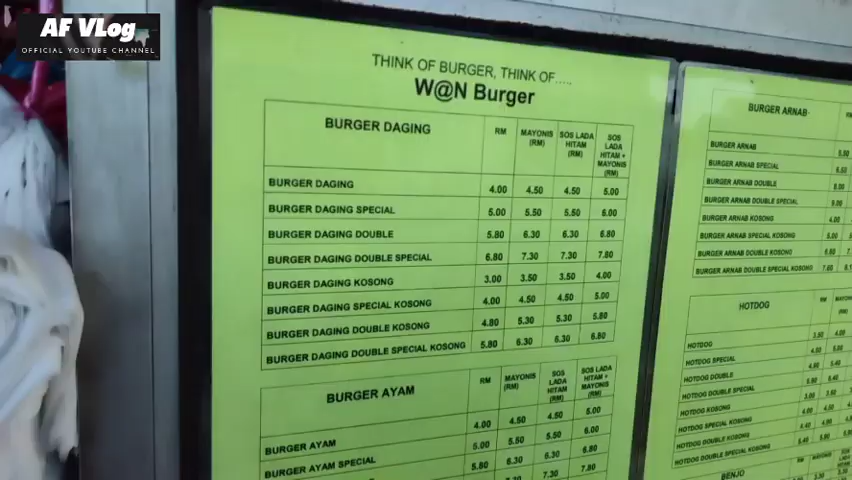 AF VLog
OFFICIAL YOUTUBE CHANNEL
THINK OF BURGER, THINK OF.....
W@N Burger
BURGER DAGING RM MAYONIS (RM) SOS LADA HITAM (RM) SOS LADA HITAM + MAYONIS (RM)
BURGER DAGING 4.00 4.50 4.50 5.00
BURGER DAGING SPECIAL 5.00 5.50 5.50 6.00
BURGER DAGING DOUBLE 5.80 6.30 6.30 6.80
BURGER DAGING DOUBLE SPECIAL 6.80 7.30 7.30 7.80
BURGER DAGING KOSONG 3.00 3.50 3.50 4.00
BURGER DAGING SPECIAL KOSONG 4.00 4.50 4.50 5.00
BURGER DAGING DOUBLE KOSONG 4.80 5.30 5.30 5.80
BURGER DAGING DOUBLE SPECIAL KOSONG 5.80 6.30 6.30 6.80
BURGER AYAM RM MAYONIS (RM) SOS LADA HITAM (RM) SOS LADA HITAM + MAYONIS (RM)
BURGER AYAM 4.00 4.50 4.50 5.00
BURGER AYAM SPECIAL 5.00 5.50 5.50 6.00
5.80 6.30 6.30 6.80
7.30 7.80
BURGER ARNAB
BURGER ARNAB
BURGER ARNAB SPECIAL
BURGER ARNAB DOUBLE
BURGER ARNAB DOUBLE SPECIAL
BURGER ARNAB KOSONG
BURGER ARNAB SPECIAL KOSONG
BURGER ARNAB DOUBLE KOSONG
BURGER ARNAB DOUBLE SPECIAL KOSONG
HOTDOG RM
HOTDOG
HOTDOG SPECIAL
HOTDOG DOUBLE
HOTDOG DOUBLE SPECIAL
HOTDOG KOSONG
HOTDOG SPECIAL KOSONG
HOTDOG DOUBLE KOSONG
HOTDOG DOUBLE SPECIAL KOSONG
BENJO RM MAYONIS